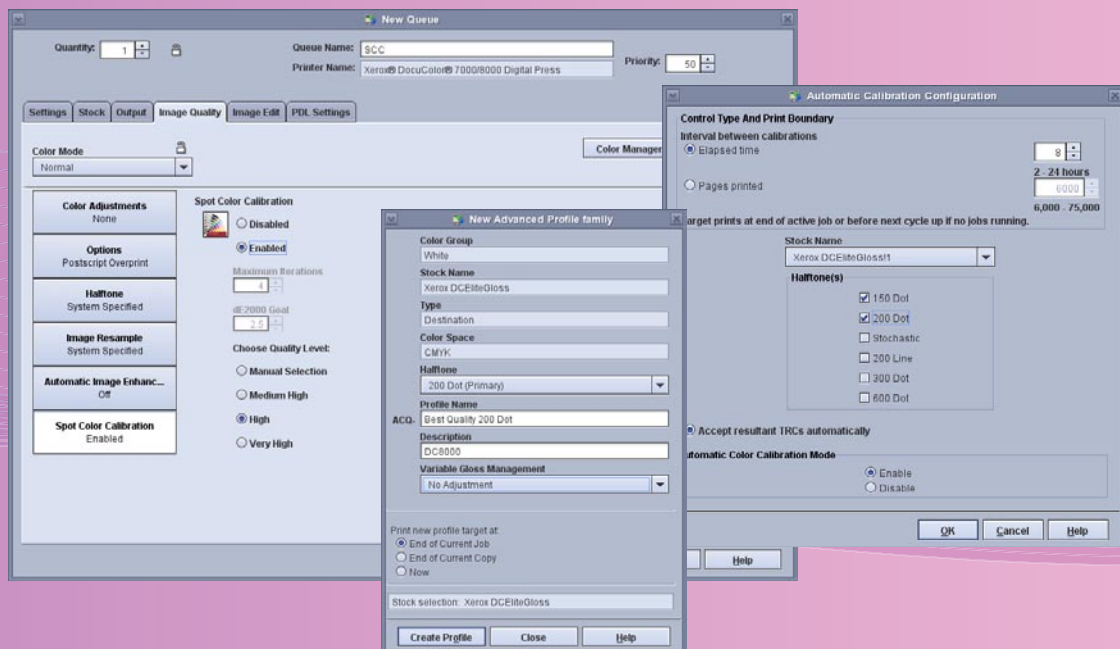 New Queue
Quantity: 1
Queue Name: SCC
Printer Name: Xerox® DocuColor® 7000/8000 Digital Press
Priority: 50
Settings Stock Output Image Quality Image Edit PDL Settings
Color Mode
Normal
Color Manager
Color Adjustments
None
Options
Postscript Overprint
Halftone
System Specified
Image Resample
System Specified
Automatic Image Enhanc...
Off
Spot Color Calibration
Enabled
Spot Color Calibration
Disabled
Enabled
Maximum Iterations
4
dE2000 Goal
2.5
Choose Quality Level:
Manual Selection
Medium High
High
Very High
Help
New Advanced Profile family
Color Group
White
Stock Name
Xerox DCEliteGloss
Type
Destination
Color Space
CMYK
Halftone
200 Dot (Primary)
Profile Name
ACQ- Best Quality 200 Dot
Description
DC8000
Variable Gloss Management
No Adjustment
Print new profile target at:
End of Current Job
End of Current Copy
Now
Stock selection: Xerox DCEliteGloss
Create Profile Close Help
Automatic Calibration Configuration
Control Type And Print Boundary
Interval between calibrations
Elapsed time 8
2 - 24 hours
Pages printed 6000
6,000 - 75,000
arget prints at end of active job or before next cycle up if no jobs running.
Stock Name
Xerox DCEliteGloss!1
Halftone(s)
150 Dot
200 Dot
Stochastic
200 Line
300 Dot
600 Dot
Accept resultant TRCs automatically
utomatic Color Calibration Mode
Enable
Disable
OK Cancel Help